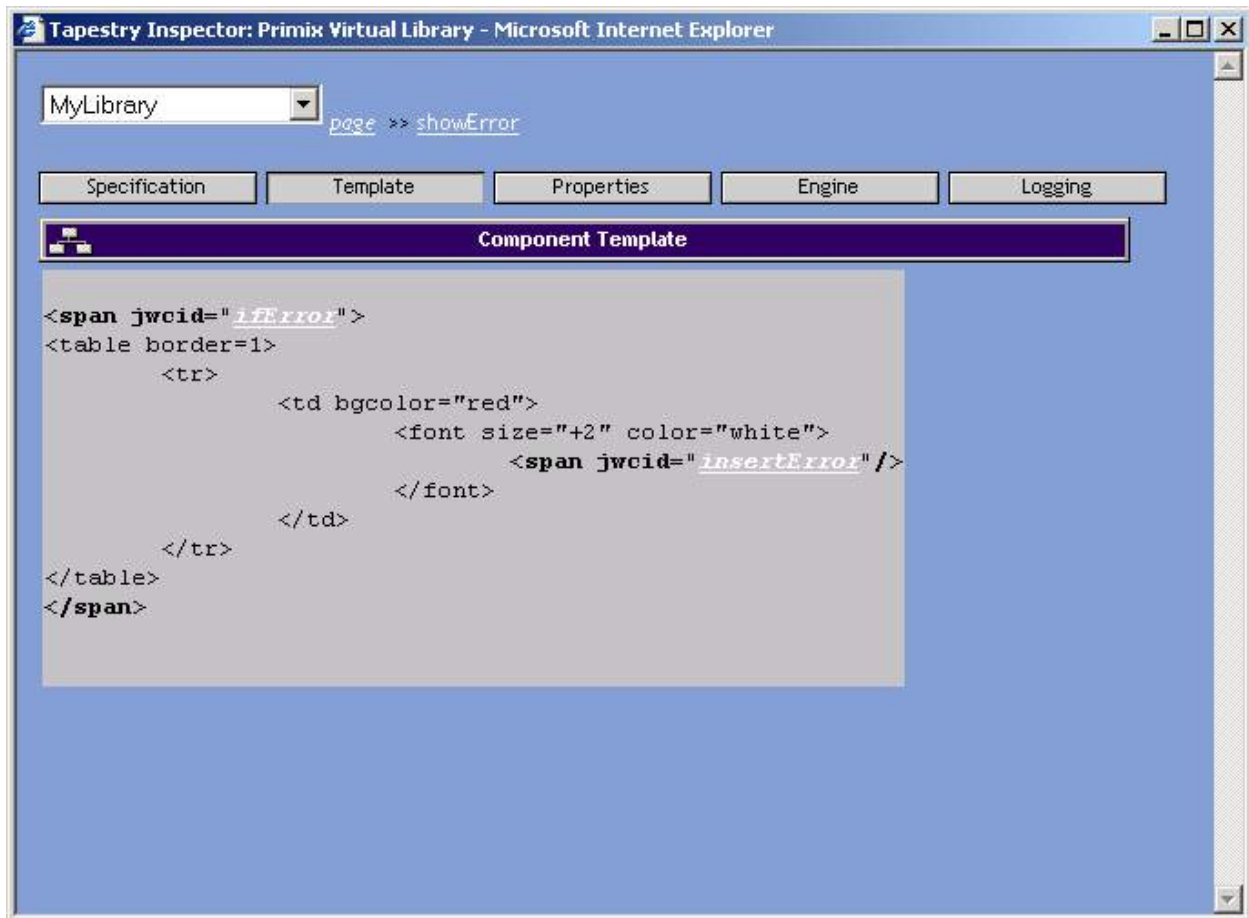 Tapestry Inspector: Primix Virtual Library - Microsoft Internet Explorer
MyLibrary page >> showError
Specification Template Properties Engine Logging
Component Template
<span jwcid="ifError">
<table border=1>
<tr>
<td bgcolor="red">
<font size="+2" color="white">
<span jwcid="insertError"/>
</font>
</td>
</tr>
</table>
</span>